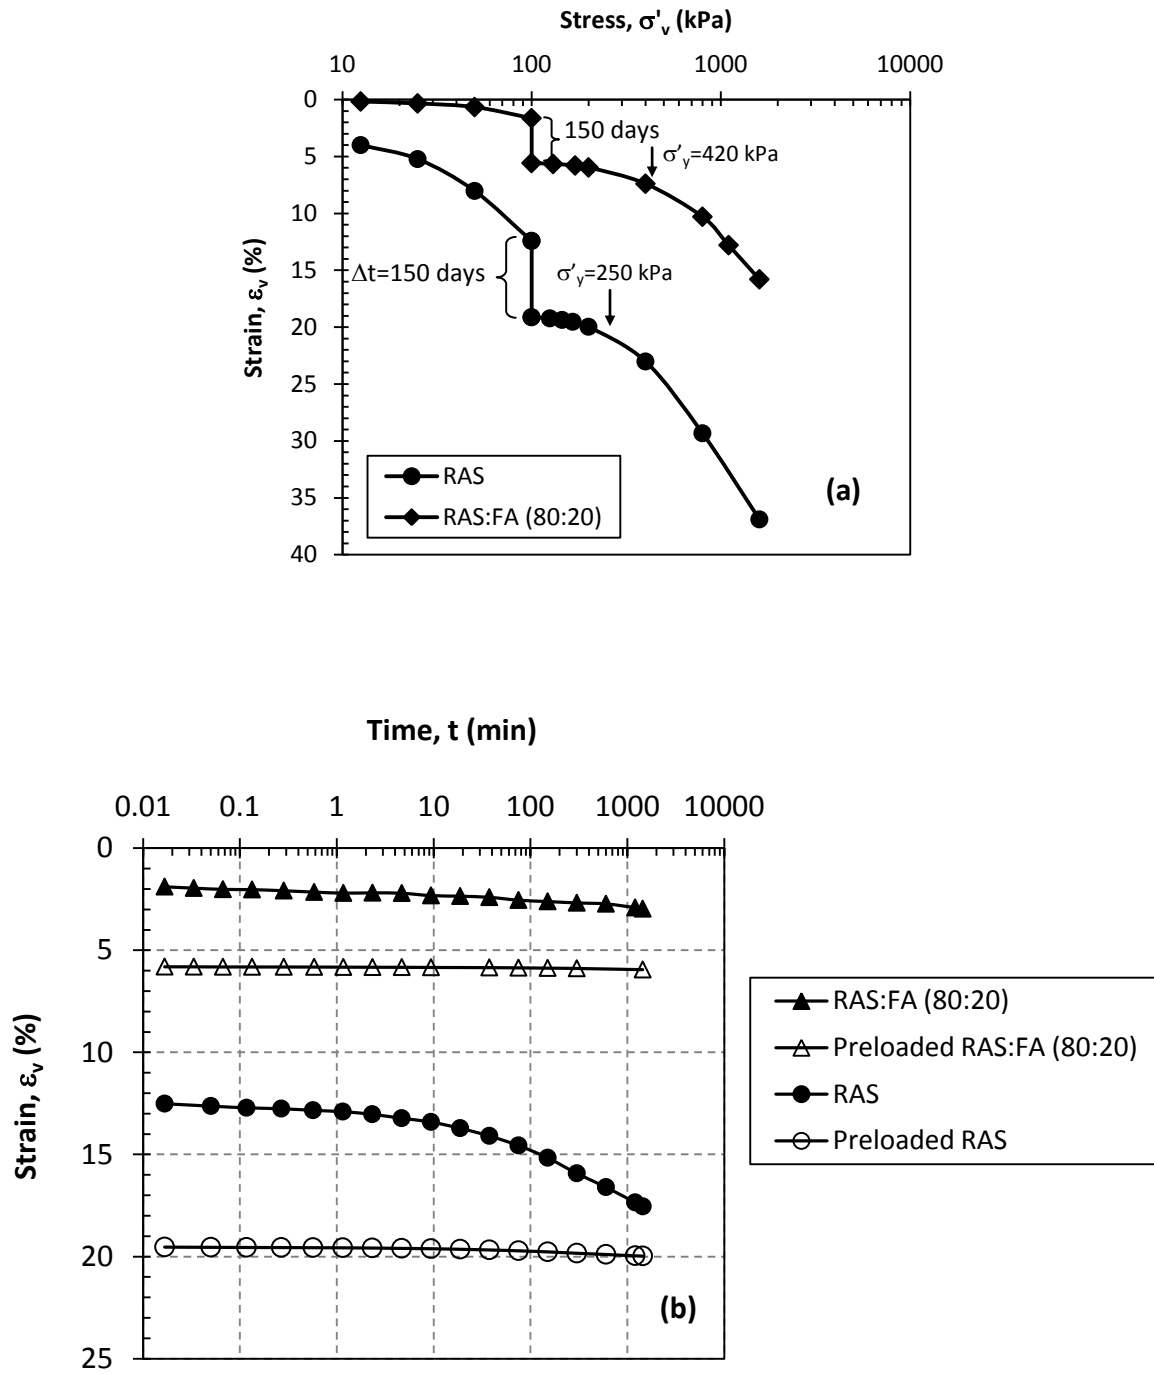 Stress, σ'v (kPa)
10 100 1000 10000
0
5
10
15
20
25
30
35
40
Strain, εv (%)
150 days
σ'y=420 kPa
Δt=150 days
σ'y=250 kPa
RAS
RAS:FA (80:20)
(a)
Time, t (min)
0.01 0.1 1 10 100 1000 10000
0
5
10
15
20
25
Strain, εv (%)
RAS:FA (80:20)
Preloaded RAS:FA (80:20)
RAS
Preloaded RAS
(b)